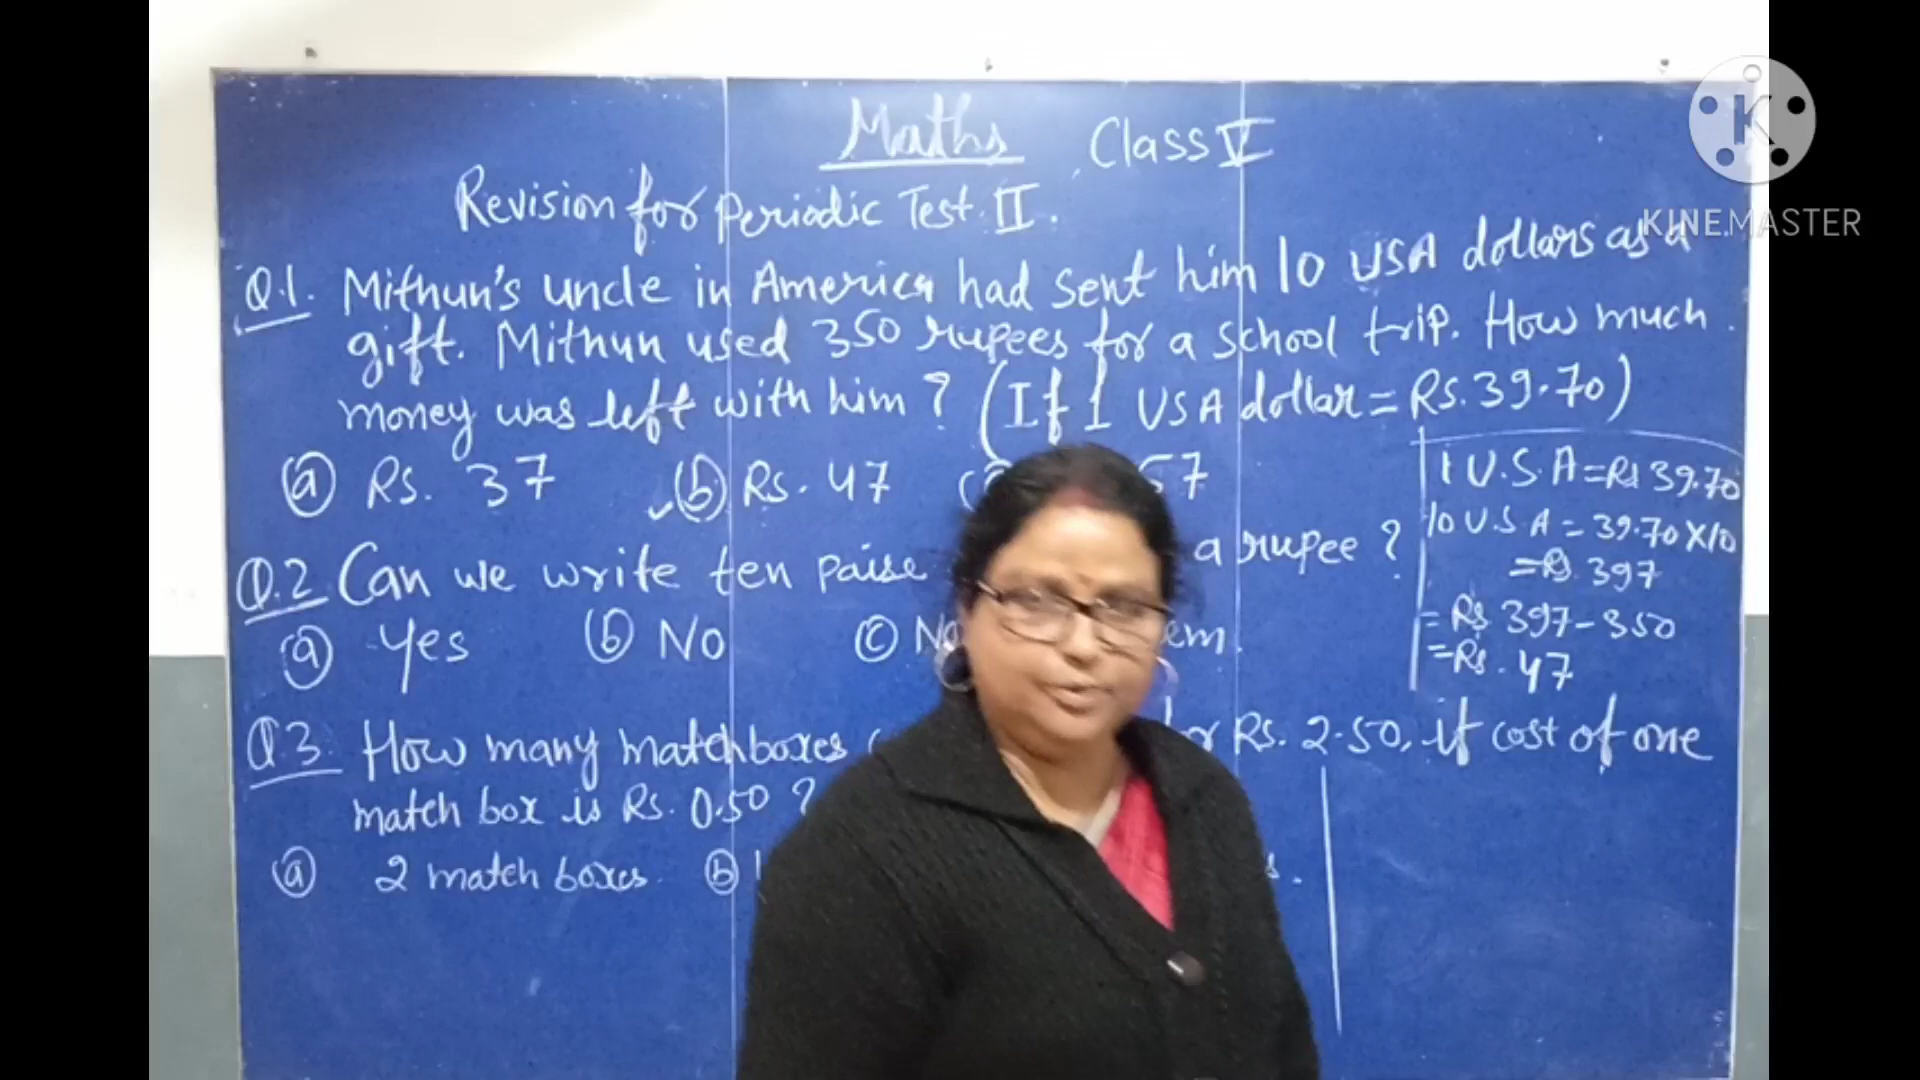 Maths Class V
Revision for Periodic Test. II.
Q.1. Mithun's uncle in America had sent him 10 USA dollars as a
gift. Mithun used 350 rupees for a school trip. How much
money was left with him? (If 1 USA dollar = Rs. 39.70)
(a) Rs. 37 (b) Rs. 47 57
Q.2 Can we write ten paise a rupee?
(a) Yes (b) No (c)
Q.3. How many matchboxes Rs. 2.50, if cost of one
match box is Rs. 0.50?
(a) 2 match boxes. (b)
1 U.S.A = Rs 39.70
10 U.S A = 39.70 X 10
= Rs. 397
= Rs 397 - 350
= Rs. 47
K
KINEMASTER